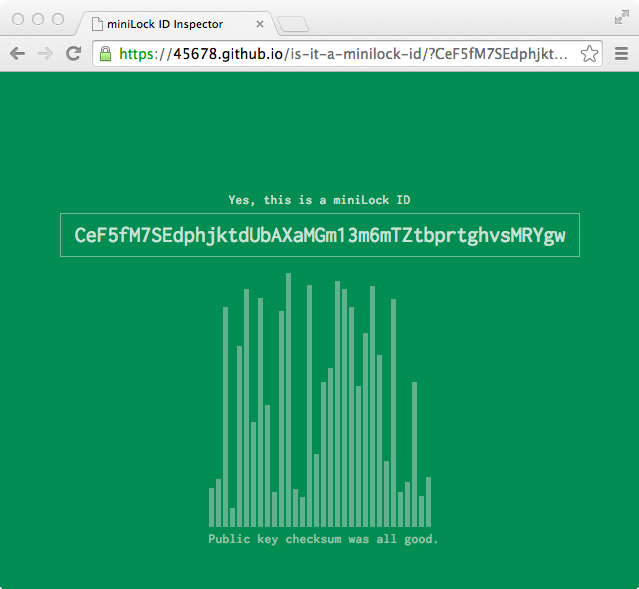 miniLock ID Inspector
https://45678.github.io/is-it-a-minilock-id/?CeF5fM7SEdphjkt...
Yes, this is a miniLock ID
CeF5fM7SEdphjktdUbAXaMGm13m6mTZtbprtghvsMRYgw
Public key checksum was all good.